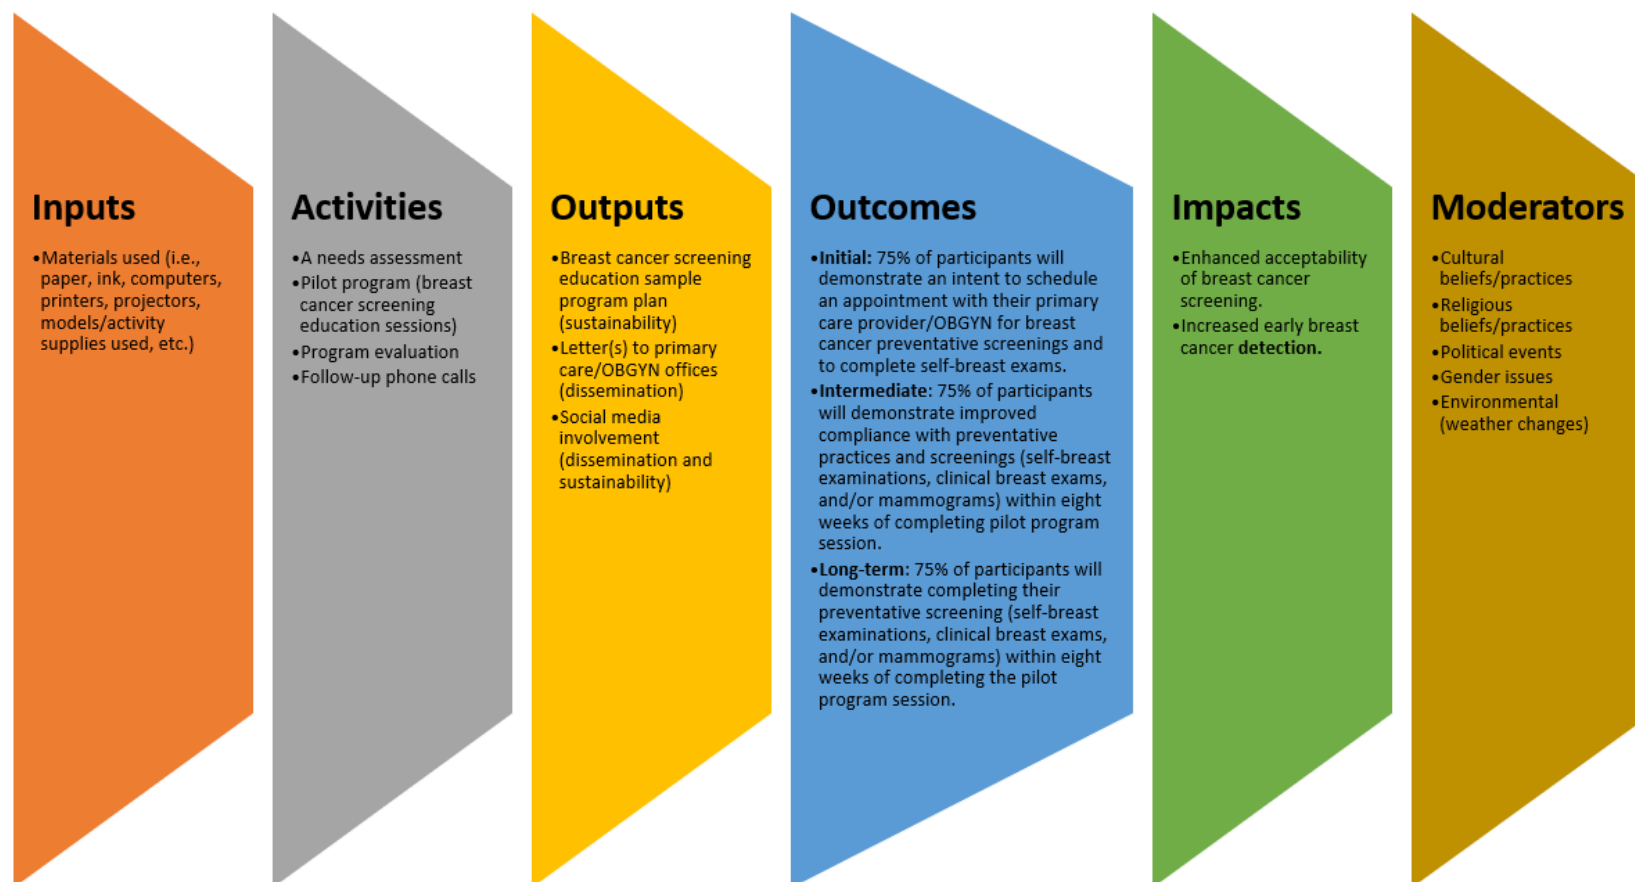 Inputs
•Materials used (i.e.,
paper, ink, computers,
printers, projectors,
models/activity
supplies used, etc.)
Activities
•A needs assessment
•Pilot program (breast
cancer screening
education sessions)
•Program evaluation
•Follow-up phone calls
Outputs
•Breast cancer screening
education sample
program plan
(sustainability)
•Letter(s) to primary
care/OBGYN offices
(dissemination)
•Social media
involvement
(dissemination and
sustainability)
Outcomes
•Initial: 75% of participants will
demonstrate an intent to schedule
an appointment with their primary
care provider/OBGYN for breast
cancer preventative screenings and
to complete self-breast exams.
•Intermediate: 75% of participants
will demonstrate improved
compliance with preventative
practices and screenings (self-breast
examinations, clinical breast exams,
and/or mammograms) within eight
weeks of completing pilot program
session.
•Long-term: 75% of participants will
demonstrate completing their
preventative screening (self-breast
examinations, clinical breast exams,
and/or mammograms) within eight
weeks of completing the pilot
program session.
Impacts
•Enhanced acceptability
of breast cancer
screening.
•Increased early breast
cancer detection.
Moderators
•Cultural
beliefs/practices
•Religious
beliefs/practices
•Political events
•Gender issues
•Environmental
(weather changes)